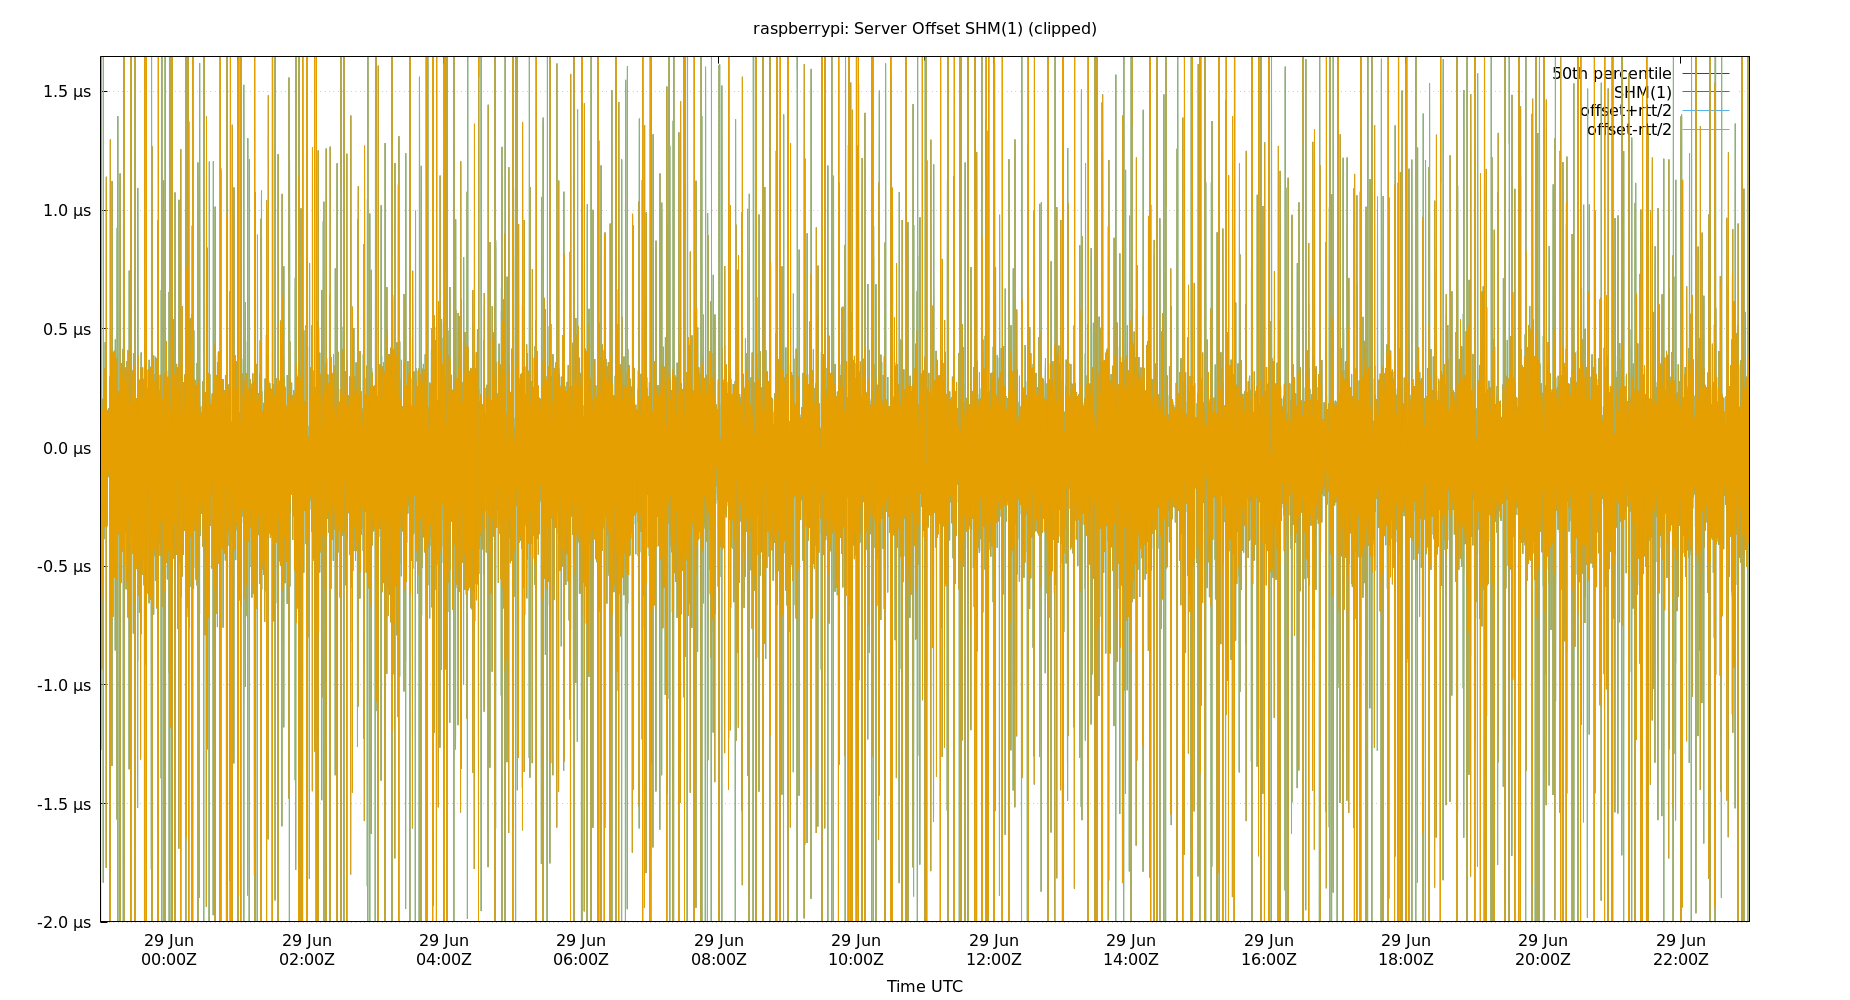 raspberrypi: Server Offset SHM(1) (clipped)
50th percentile
SHM(1)
offset+rtt/2
offset-rtt/2
1.5 µs
1.0 µs
0.5 µs
0.0 µs
-0.5 µs
-1.0 µs
-1.5 µs
-2.0 µs
29 Jun 29 Jun 29 Jun 29 Jun 29 Jun 29 Jun 29 Jun 29 Jun 29 Jun 29 Jun 29 Jun 29 Jun
00:00Z 02:00Z 04:00Z 06:00Z 08:00Z 10:00Z 12:00Z 14:00Z 16:00Z 18:00Z 20:00Z 22:00Z
Time UTC